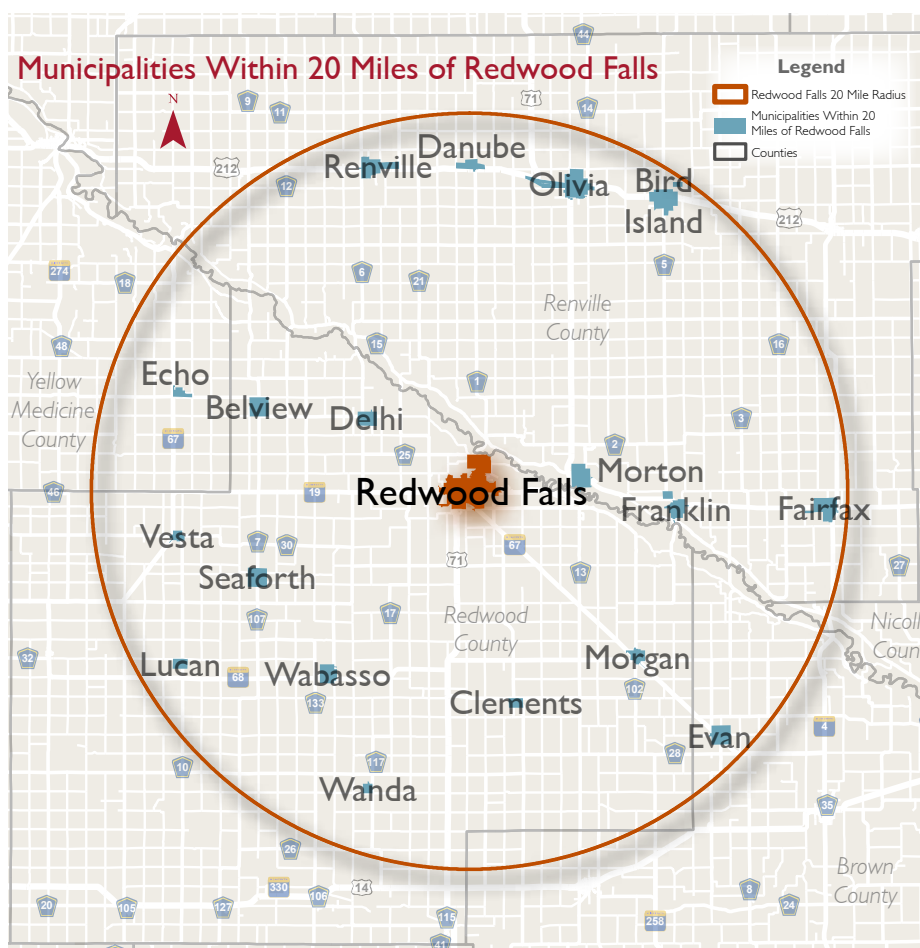 44
Municipalities Within 20 Miles of Redwood Falls
N
Legend
Redwood Falls 20 Mile Radius
Municipalities Within 20
Miles of Redwood Falls
Counties
9
11
71
14
212
12
Renville
Danube
Olivia
Bird
Island
212
274
18
6
21
5
Renville
County
48
15
16
Echo
Yellow
Medicine
County
Belview
Delhi
1
3
67
25
2
46
19
Redwood Falls
Morton
Franklin
Fairfax
Vesta
7
30
71
67
13
27
Seaforth
107
17
Redwood
County
Nicoll
Coun
32
Lucan
68
Wabasso
133
Morgan
102
Clements
Evan
4
28
10
117
Wanda
35
26
Brown
County
20
105
127
330
106
14
115
41
258
8
24